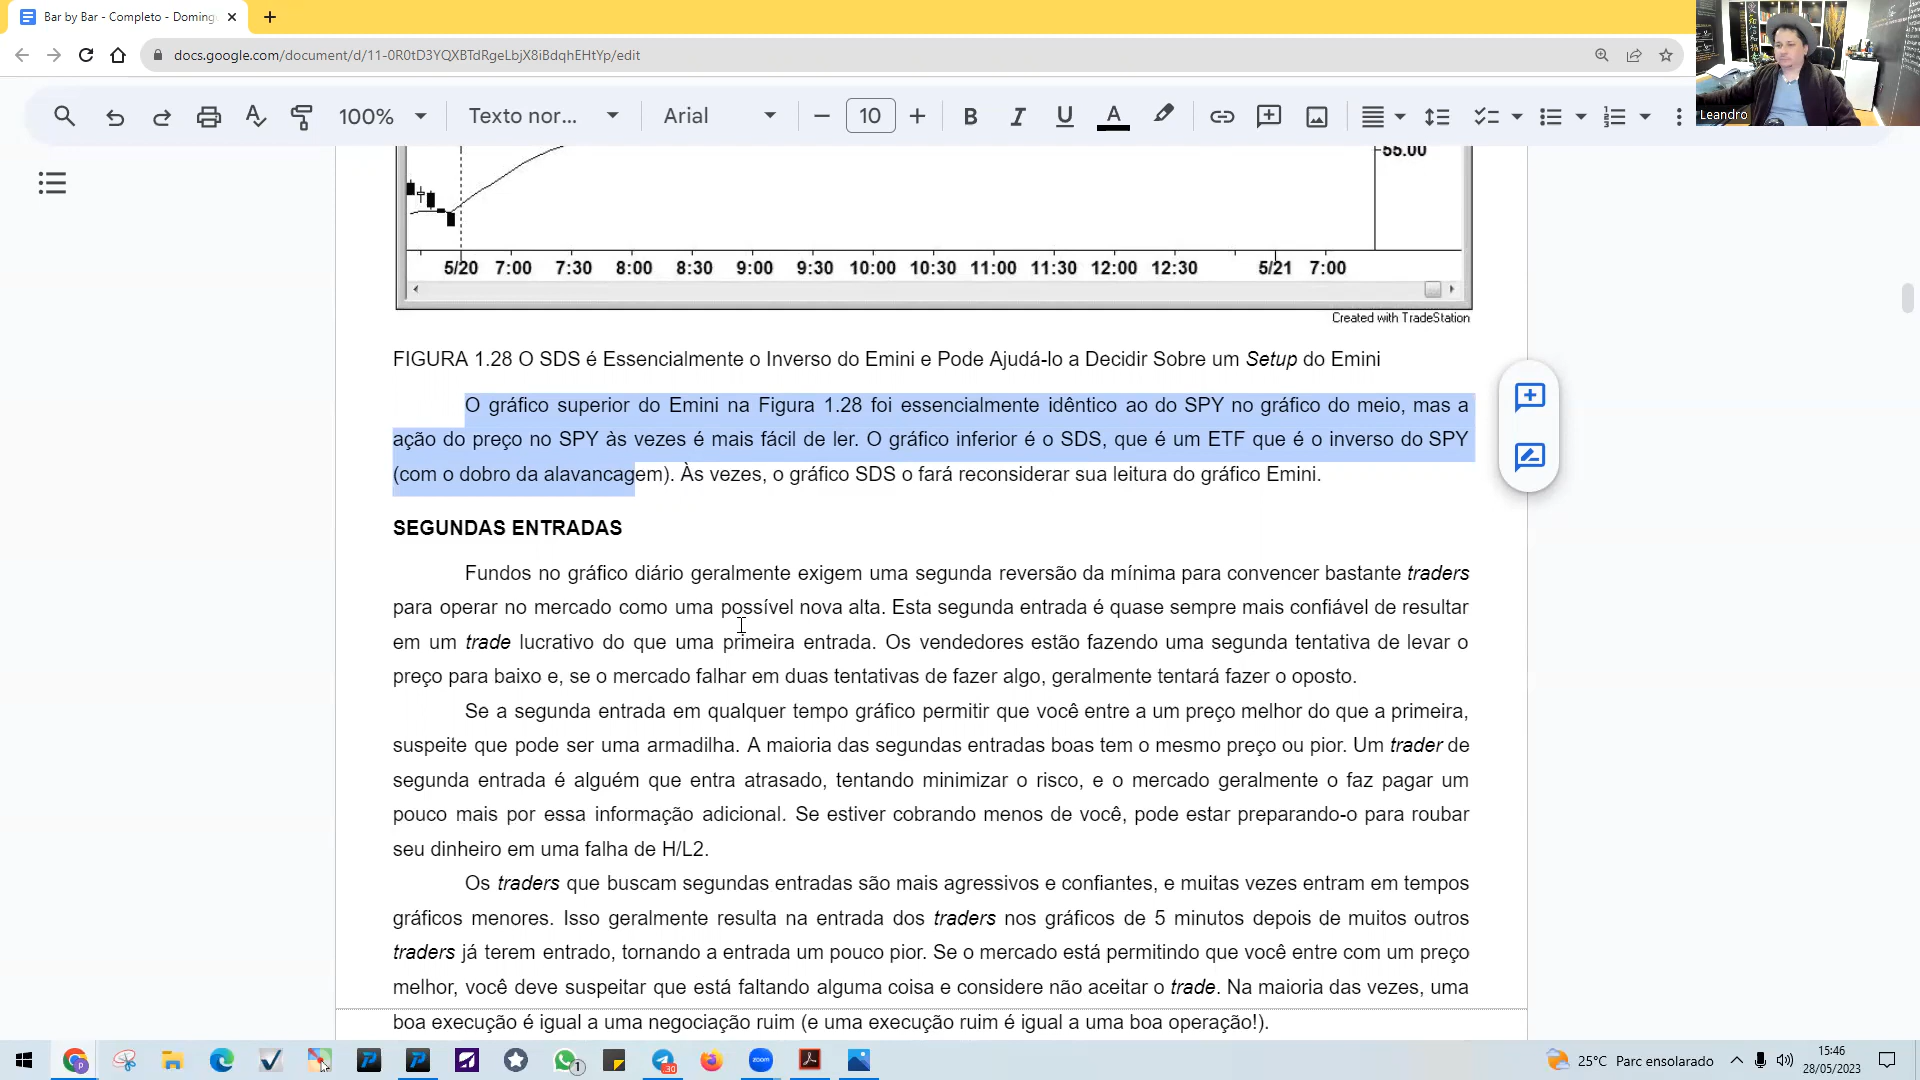 Bar by Bar - Completo - Doming
docs.google.com/document/d/11-0R0tD3YQXBTdRgeLbjX8iBdqhEHtYp/edit
Leandro
100%
Texto nor...
Arial
10
55.00
5/20 7:00 7:30 8:00 8:30 9:00 9:30 10:00 10:30 11:00 11:30 12:00 12:30 5/21 7:00
Created with TradeStation
FIGURA 1.28 O SDS é Essencialmente o Inverso do Emini e Pode Ajudá-lo a Decidir Sobre um Setup do Emini
O gráfico superior do Emini na Figura 1.28 foi essencialmente idêntico ao do SPY no gráfico do meio, mas a
ação do preço no SPY às vezes é mais fácil de ler. O gráfico inferior é o SDS, que é um ETF que é o inverso do SPY
(com o dobro da alavancagem). Às vezes, o gráfico SDS o fará reconsiderar sua leitura do gráfico Emini.
SEGUNDAS ENTRADAS
Fundos no gráfico diário geralmente exigem uma segunda reversão da mínima para convencer bastante traders
para operar no mercado como uma possível nova alta. Esta segunda entrada é quase sempre mais confiável de resultar
em um trade lucrativo do que uma primeira entrada. Os vendedores estão fazendo uma segunda tentativa de levar o
preço para baixo e, se o mercado falhar em duas tentativas de fazer algo, geralmente tentará fazer o oposto.
Se a segunda entrada em qualquer tempo gráfico permitir que você entre a um preço melhor do que a primeira,
suspeite que pode ser uma armadilha. A maioria das segundas entradas boas tem o mesmo preço ou pior. Um trader de
segunda entrada é alguém que entra atrasado, tentando minimizar o risco, e o mercado geralmente o faz pagar um
pouco mais por essa informação adicional. Se estiver cobrando menos de você, pode estar preparando-o para roubar
seu dinheiro em uma falha de H/L2.
Os traders que buscam segundas entradas são mais agressivos e confiantes, e muitas vezes entram em tempos
gráficos menores. Isso geralmente resulta na entrada dos traders nos gráficos de 5 minutos depois de muitos outros
traders já terem entrado, tornando a entrada um pouco pior. Se o mercado está permitindo que você entre com um preço
melhor, você deve suspeitar que está faltando alguma coisa e considere não aceitar o trade. Na maioria das vezes, uma
boa execução é igual a uma negociação ruim (e uma execução ruim é igual a uma boa operação!).
25°C Parc ensolarado
15:46
28/05/2023